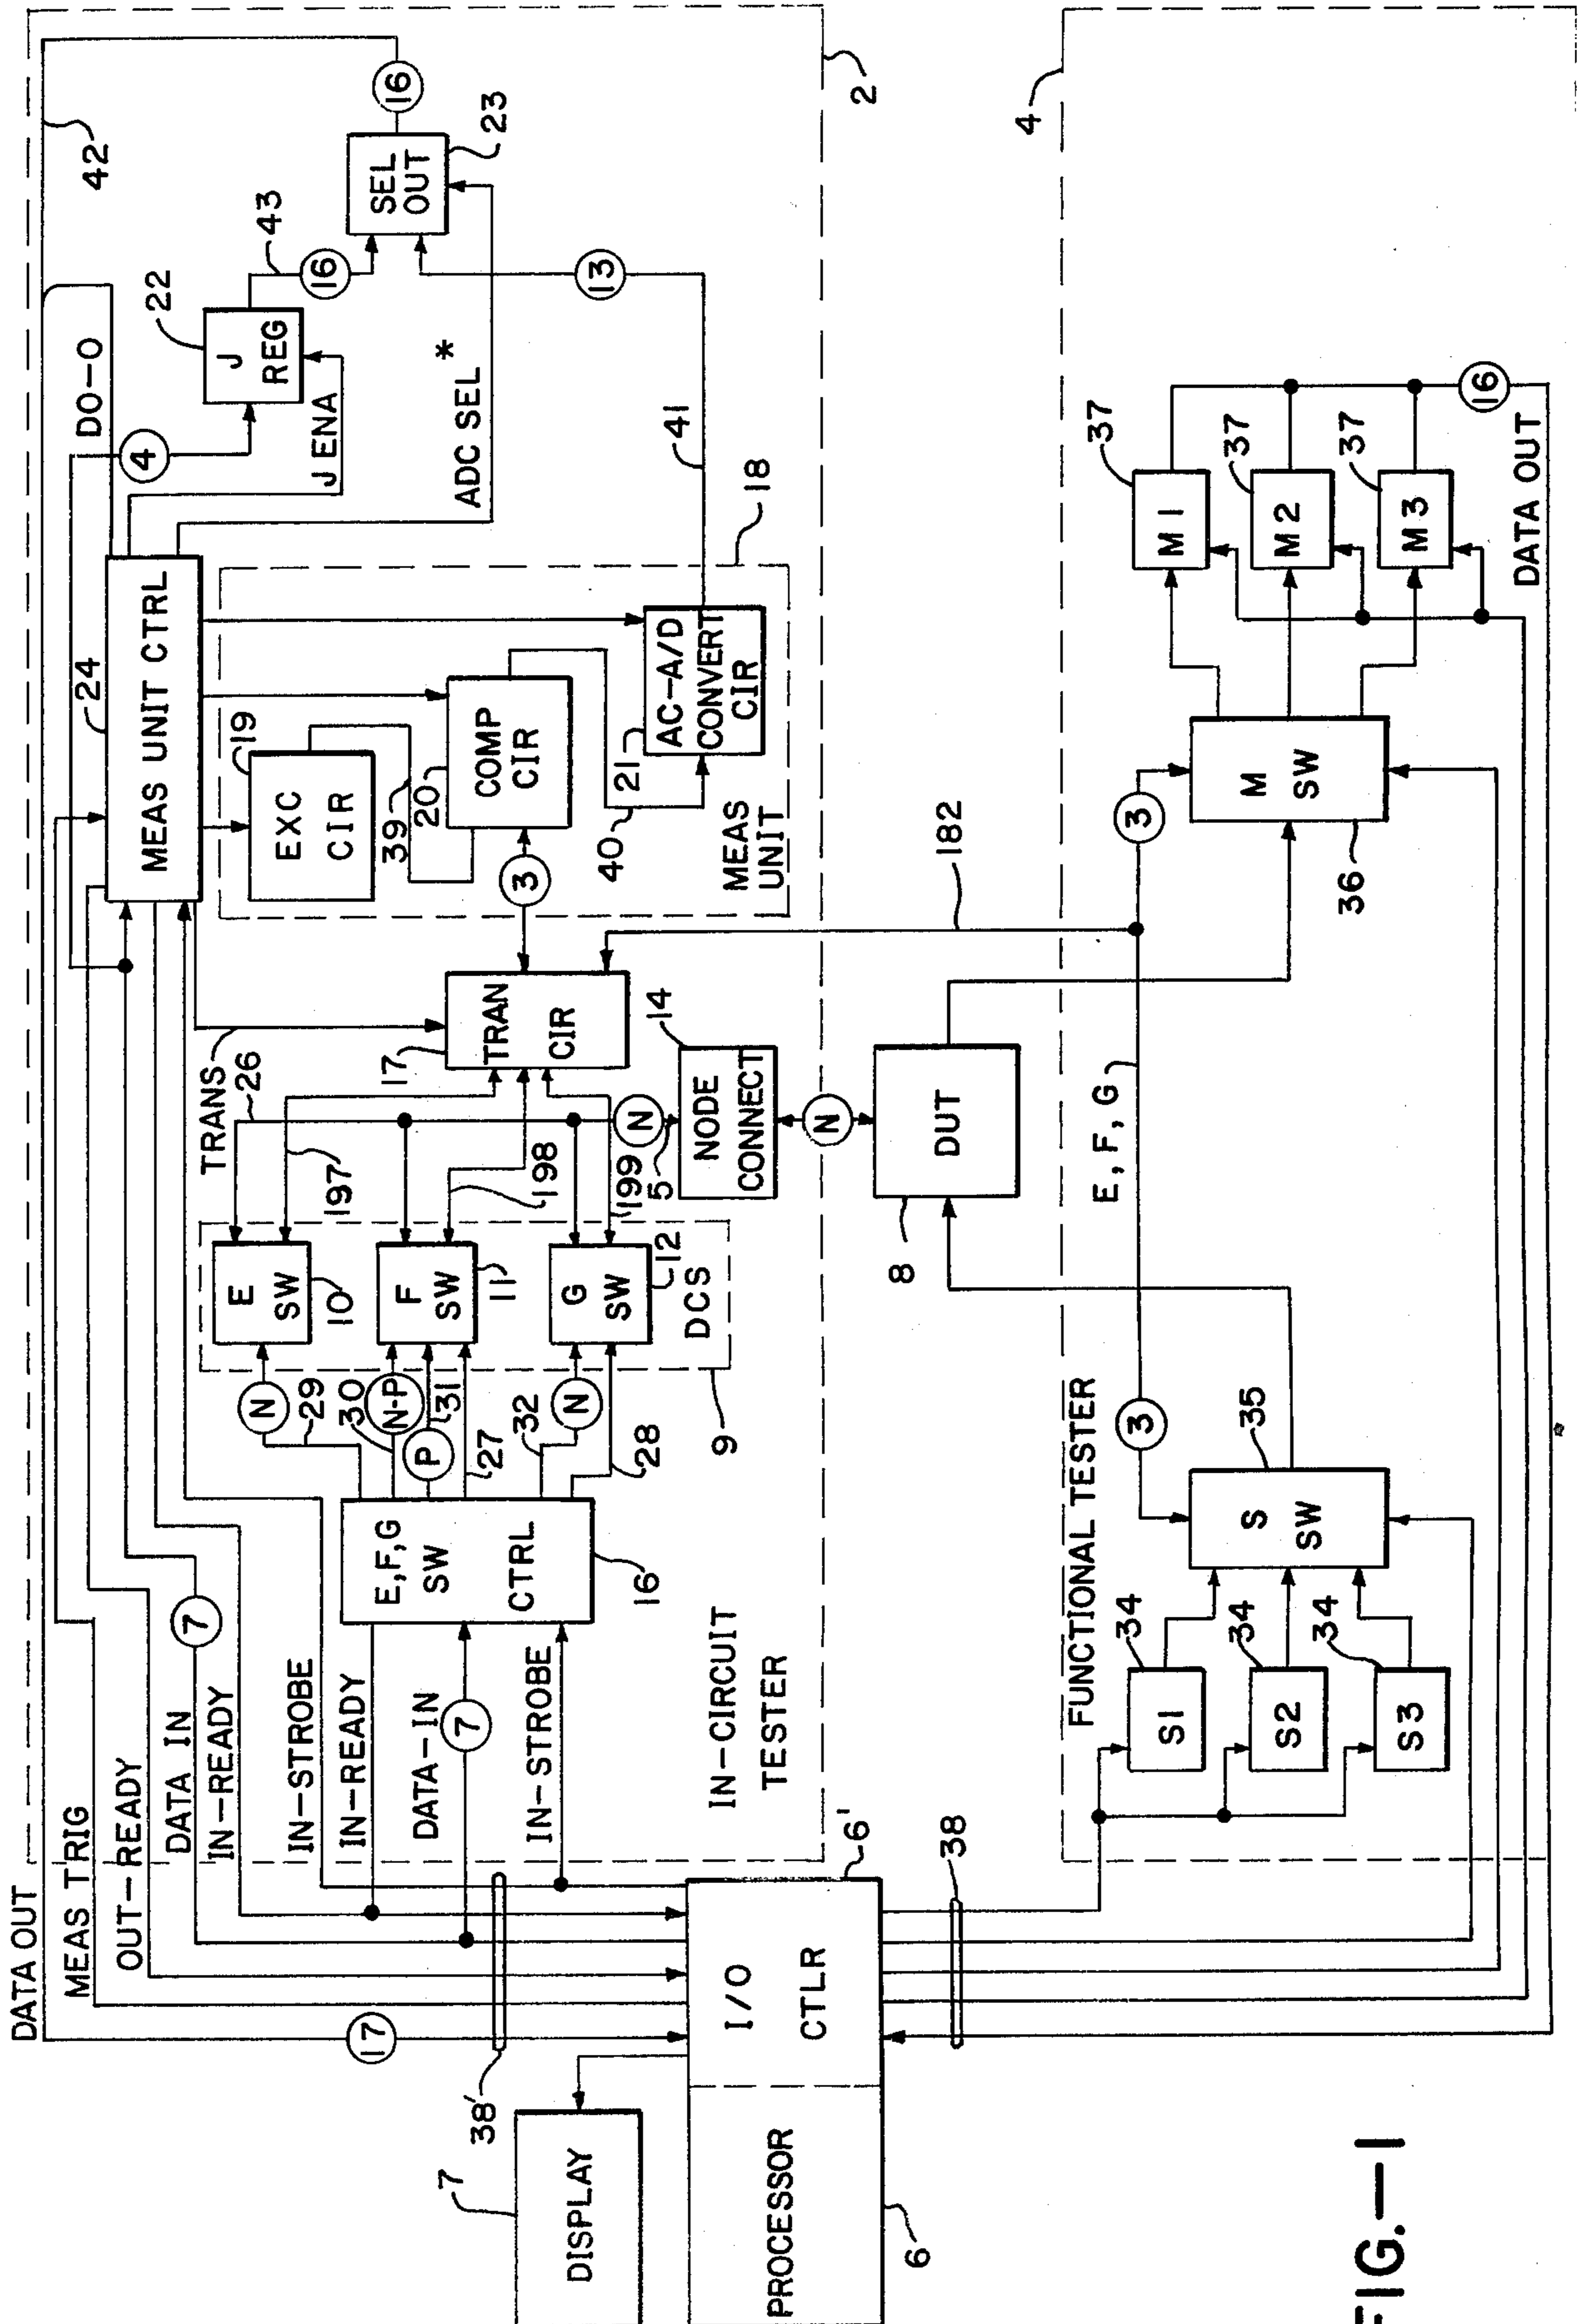 DATA OUT
MEAS TRIG
OUT-READY
DATA IN
IN-READY
IN-STROBE
IN-READY
DATA-IN
IN-STROBE
17
7
7
38'
7
DISPLAY
PROCESSOR
6
I/O
CTLR
6'
38
IN-CIRCUIT
TESTER
E,F,G
SW
CTRL
16
N
29
30
N-P
31
P
27
32
N
28
9
DCS
E
SW
10
F
SW
11
G
SW
12
TRANS
26
197
198
199
N
5
NODE
CONNECT
14
N
17
TRAN
CIR
3
24
MEAS UNIT CTRL
19
EXC
CIR
39
20
COMP
CIR
40
21
AC-A/D
CONVERT
CIR
MEAS
UNIT
18
41
DO-O
4
J ENA
ADC SEL *
22
J
REG
43
16
13
SEL
OUT
23
16
42
2
DUT
8
182
E, F, G
4
FUNCTIONAL TESTER
34
S1
34
S2
34
S3
3
35
S
SW
3
M
SW
36
37
M1
37
M2
37
M3
16
DATA OUT
FIG.-1